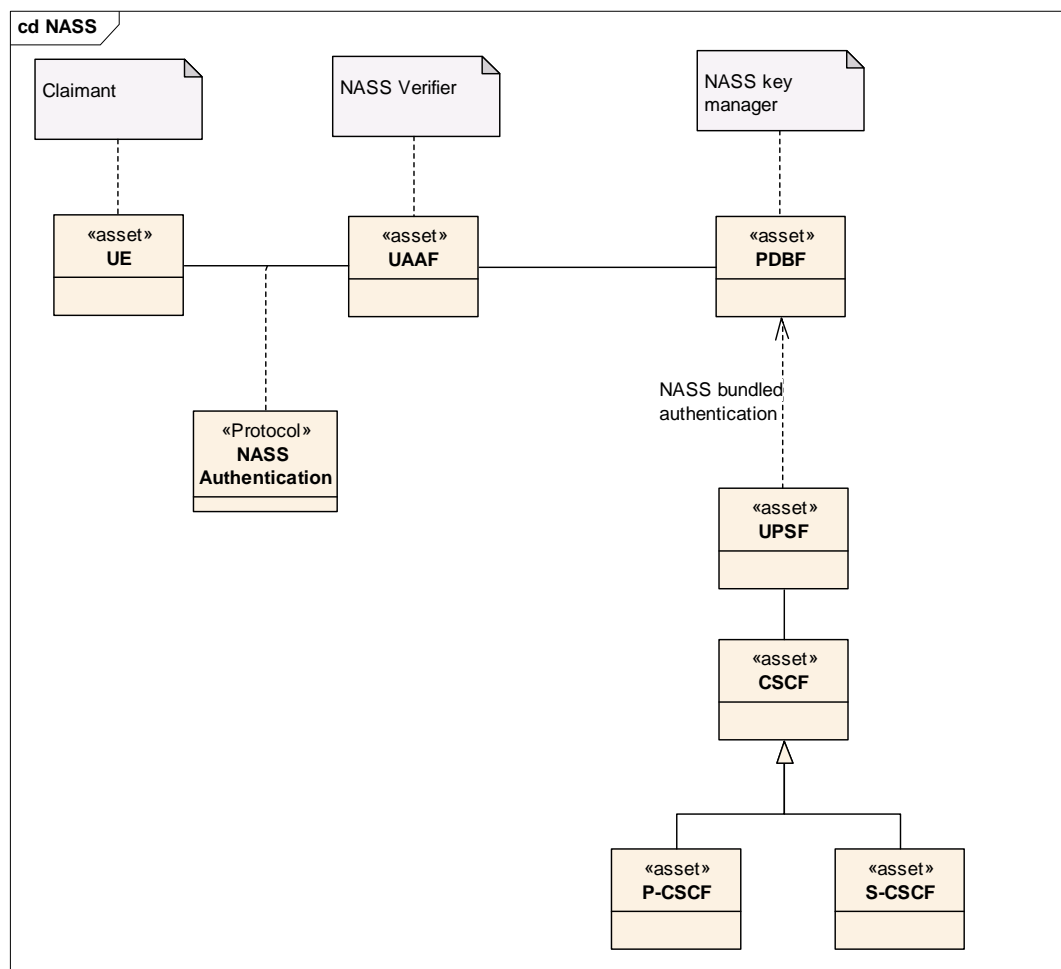 cd NASS
Claimant
NASS Verifier
NASS key
manager
«asset»
UE
«asset»
UAAF
«asset»
PDBF
«Protocol»
NASS
Authentication
NASS bundled
authentication
«asset»
UPSF
«asset»
CSCF
«asset»
P-CSCF
«asset»
S-CSCF